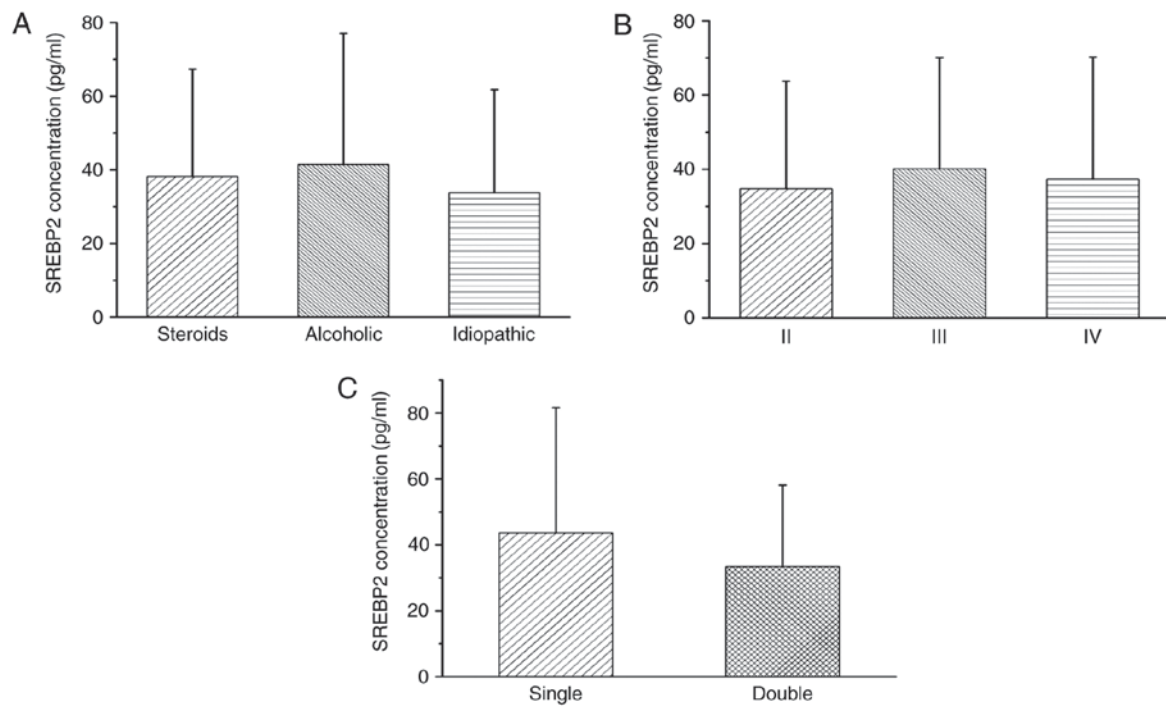 A
SREBP2 concentration (pg/ml)
80
60
40
20
0
Steroids Alcoholic Idiopathic
B
SREBP2 concentration (pg/ml)
80
60
40
20
0
II III IV
C
SREBP2 concentration (pg/ml)
80
60
40
20
0
Single Double